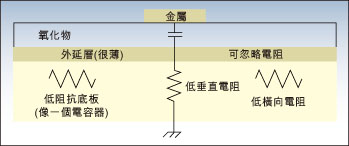 金屬
氧化物
外延層(很薄)
可忽略電阻
低阻抗底板
(像一個電容器)
低垂直電阻
低橫向電阻